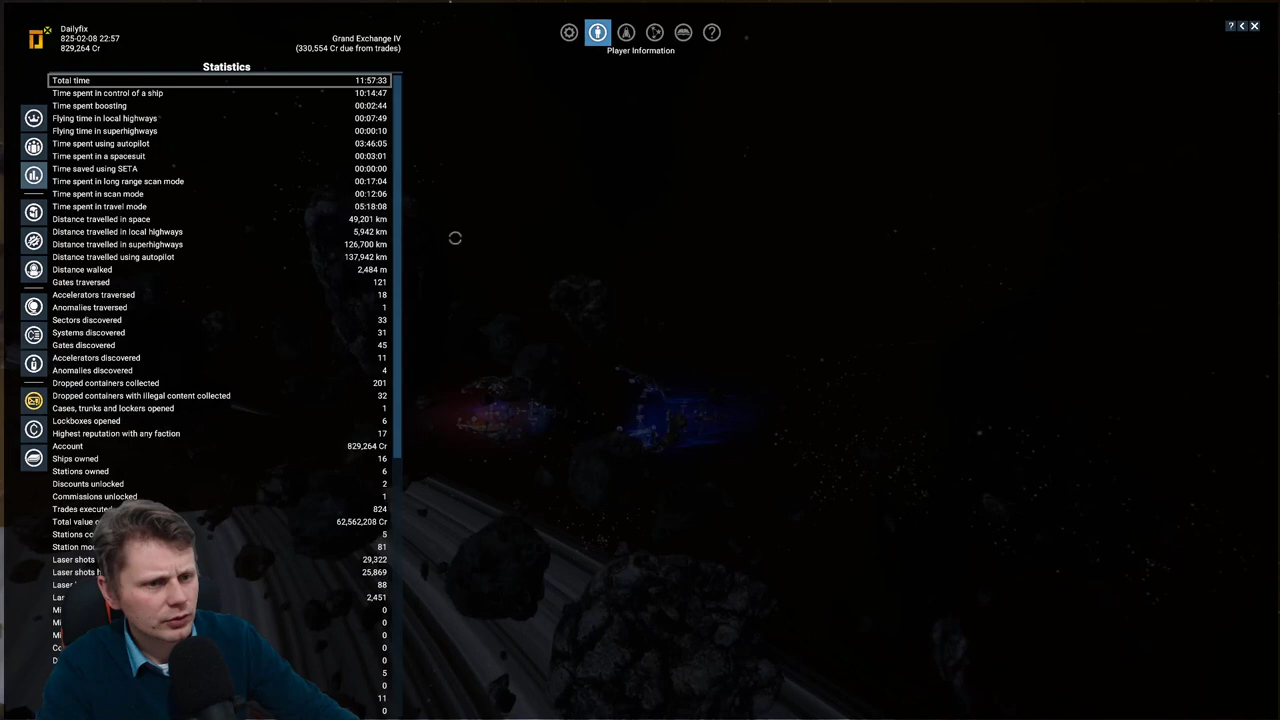 Dailyfix
825-02-08 22:57
829,264 Cr
Grand Exchange IV
(330,554 Cr due from trades)
Player Information
Statistics
Total time 11:57:33
Time spent in control of a ship 10:14:47
Time spent boosting 00:02:44
Flying time in local highways 00:07:49
Flying time in superhighways 00:00:10
Time spent using autopilot 03:46:05
Time spent in a spacesuit 00:03:01
Time saved using SETA 00:00:00
Time spent in long range scan mode 00:17:04
Time spent in scan mode 00:12:06
Time spent in travel mode 05:18:08
Distance travelled in space 49,201 km
Distance travelled in local highways 5,942 km
Distance travelled in superhighways 126,700 km
Distance travelled using autopilot 137,942 km
Distance walked 2,484 m
Gates traversed 121
Accelerators traversed 18
Anomalies traversed 1
Sectors discovered 33
Systems discovered 31
Gates discovered 45
Accelerators discovered 11
Anomalies discovered 4
Dropped containers collected 201
Dropped containers with illegal content collected 32
Cases, trunks and lockers opened 1
Lockboxes opened 6
Highest reputation with any faction 17
Account 829,264 Cr
Ships owned 16
Stations owned 6
Discounts unlocked 2
Commissions unlocked 1
Trades executed 824
Total value 62,562,208 Cr
Stations 5
Station 81
Laser shots 29,322
Laser shots 25,869
Laser 88
2,451
0
0
0
0
0
5
0
11
0